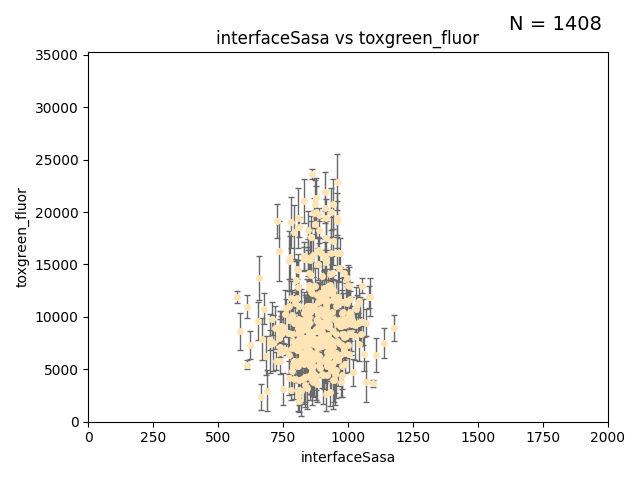 N = 1408
interfaceSasa vs toxgreen_fluor
35000
30000
25000
20000
15000
10000
5000
0
toxgreen_fluor
0 250 500 750 1000 1250 1500 1750 2000
interfaceSasa